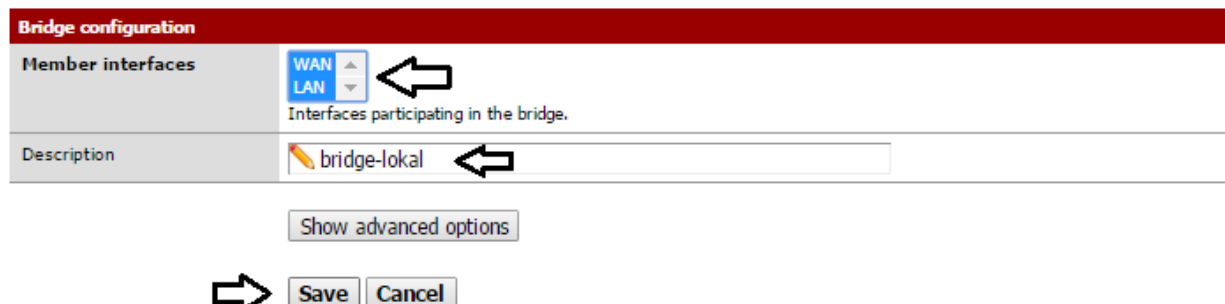 Bridge configuration
Member interfaces
WAN
LAN
Interfaces participating in the bridge.
Description
bridge-lokal
Show advanced options
Save Cancel